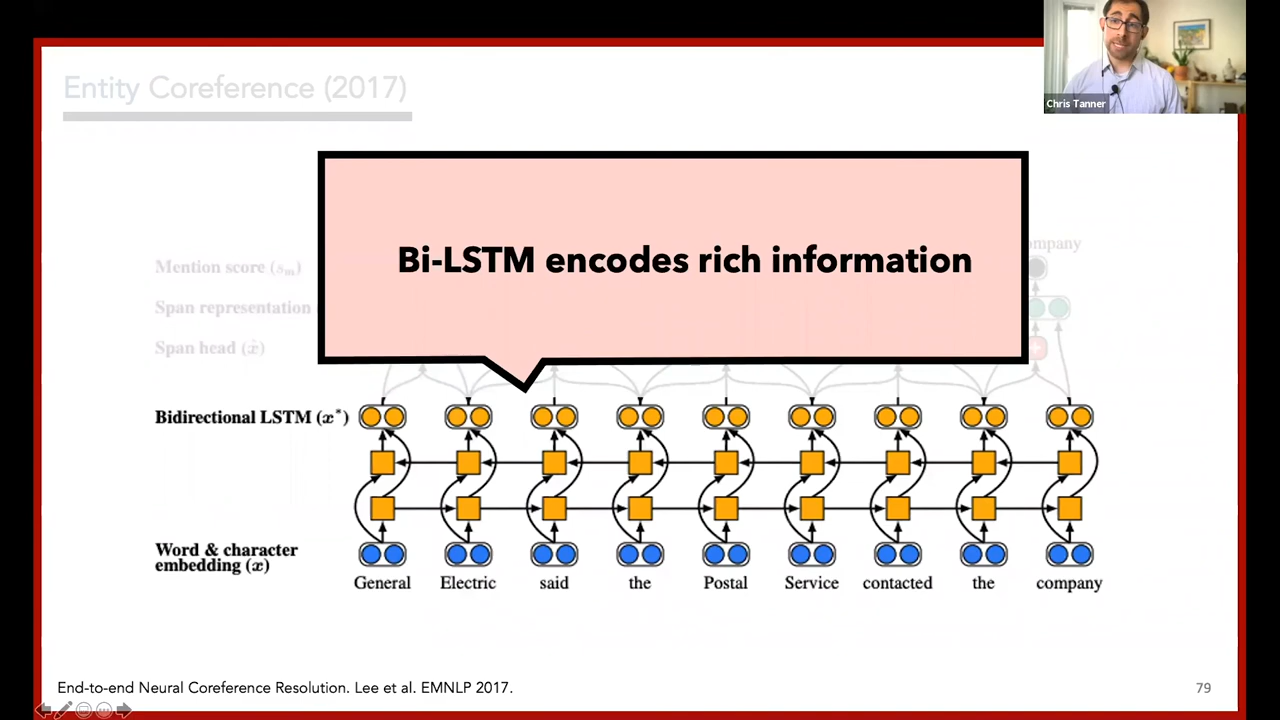 Entity Coreference (2017)
Chris Tanner
Bi-LSTM encodes rich information
ompany
Mention score (sₘ)
Span representation
Span head (x̂)
Bidirectional LSTM (x*)
Word & character
embedding (x)
General Electric said the Postal Service contacted the company
End-to-end Neural Coreference Resolution. Lee et al. EMNLP 2017.
79